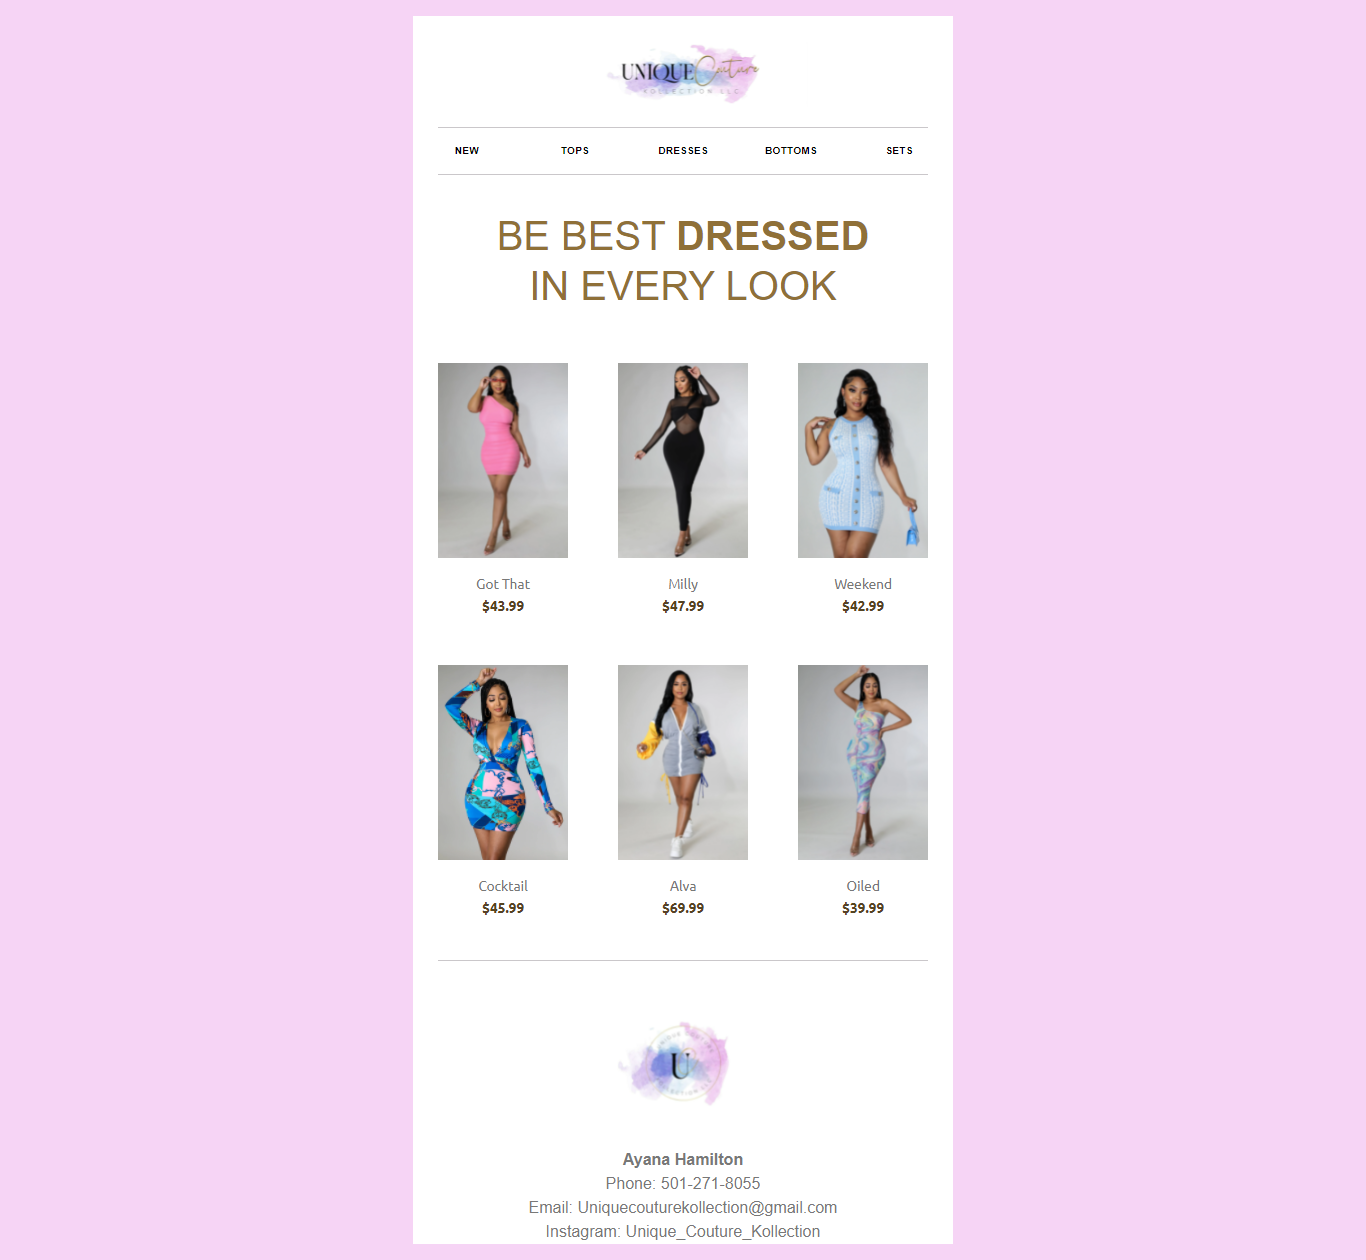 UNIQUE Couture
KOLLECTION LLC
NEW TOPS DRESSES BOTTOMS SETS
BE BEST DRESSED
IN EVERY LOOK
Got That Milly Weekend
$43.99 $47.99 $42.99
Cocktail Alva Oiled
$45.99 $69.99 $39.99
U
Ayana Hamilton
Phone: 501-271-8055
Email: Uniquecouturekollection@gmail.com
Instagram: Unique_Couture_Kollection